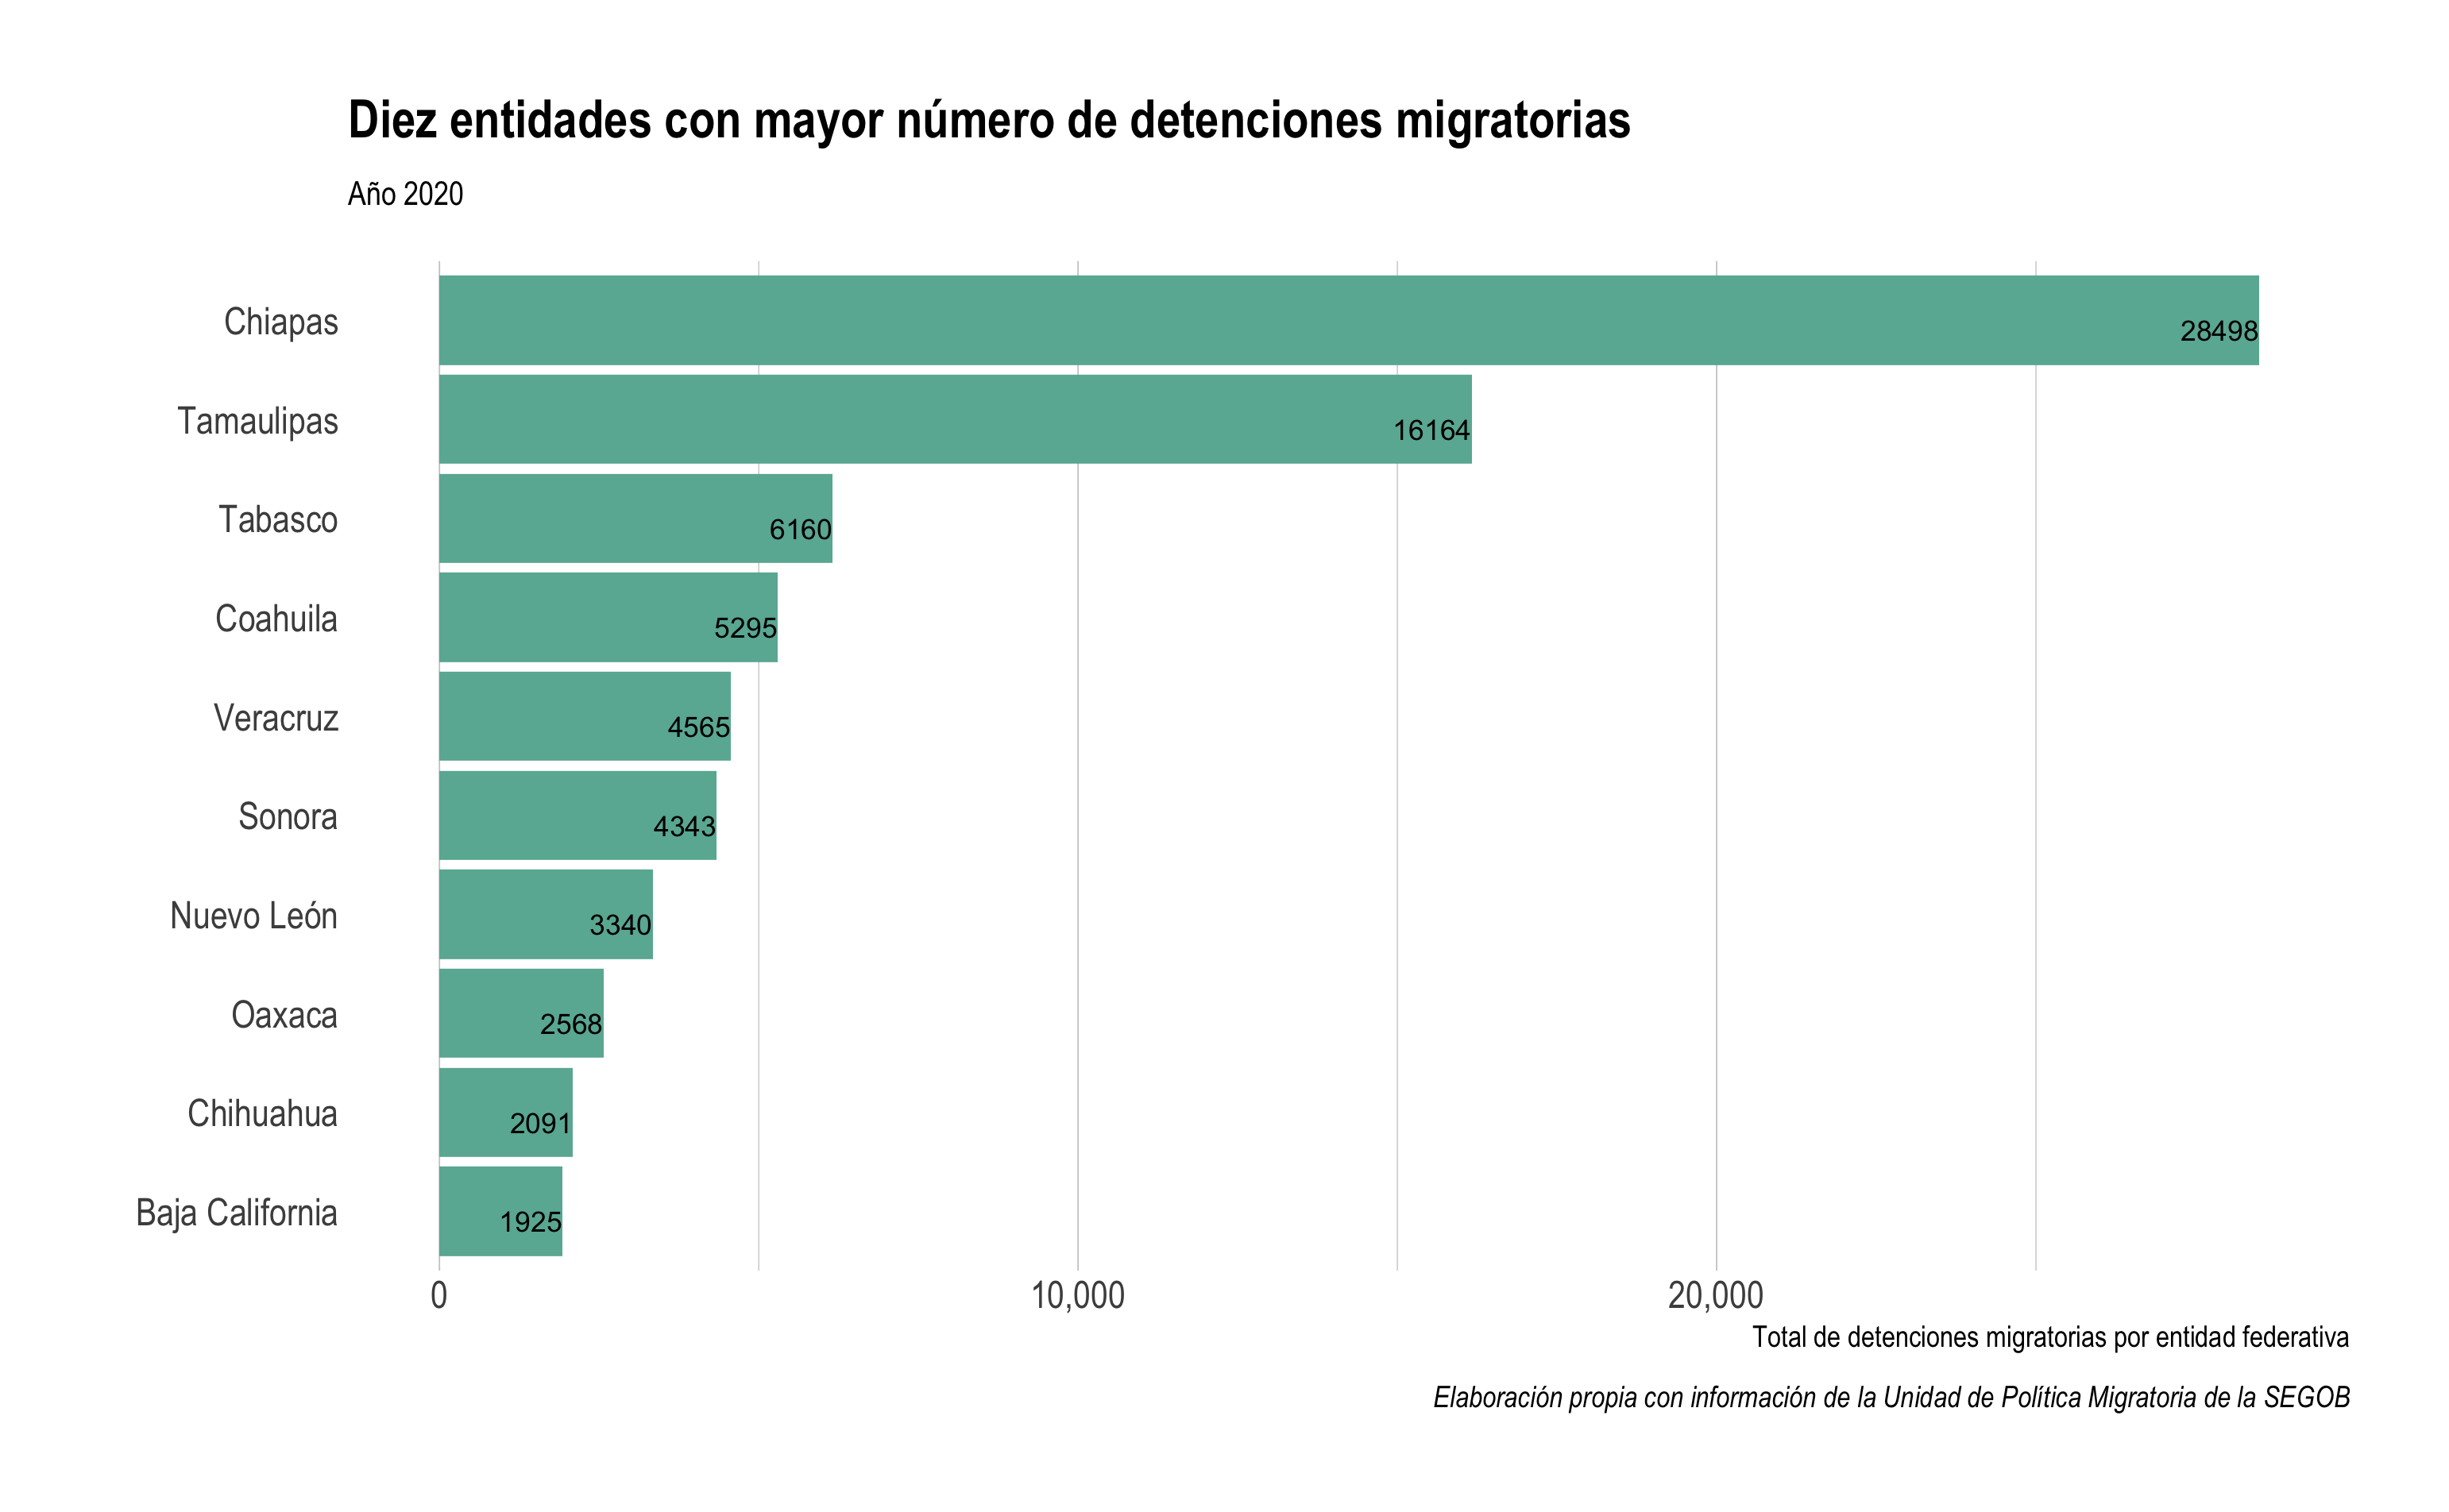 Diez entidades con mayor número de detenciones migratorias
Año 2020
Chiapas 28498
Tamaulipas 16164
Tabasco 6160
Coahuila 5295
Veracruz 4565
Sonora 4343
Nuevo León 3340
Oaxaca 2568
Chihuahua 2091
Baja California 1925
0 10,000 20,000
Total de detenciones migratorias por entidad federativa
Elaboración propia con información de la Unidad de Política Migratoria de la SEGOB